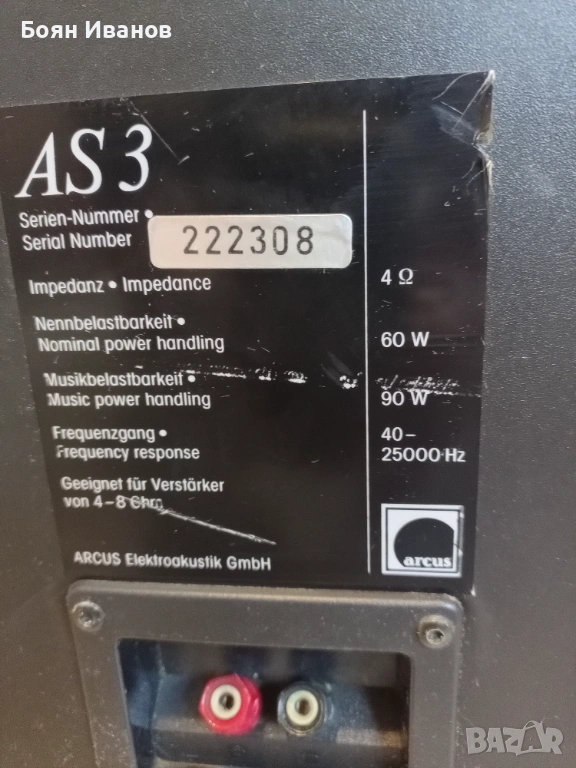 Боян Иванов
AS 3
Serien-Nummer •
Serial Number
222308
Impedanz • Impedance 4 Ω
Nennbelastbarkeit •
Nominal power handling 60 W
Musikbelastbarkeit •
Music power handling 90 W
Frequenzgang • 40–
Frequency response 25000 Hz
Geeignet für Verstärker
von 4–8 Ohm
ARCUS Elektroakustik GmbH
arcus
BAZAR